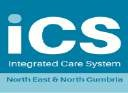 ics
Integrated Care System
North East & North Cumbria